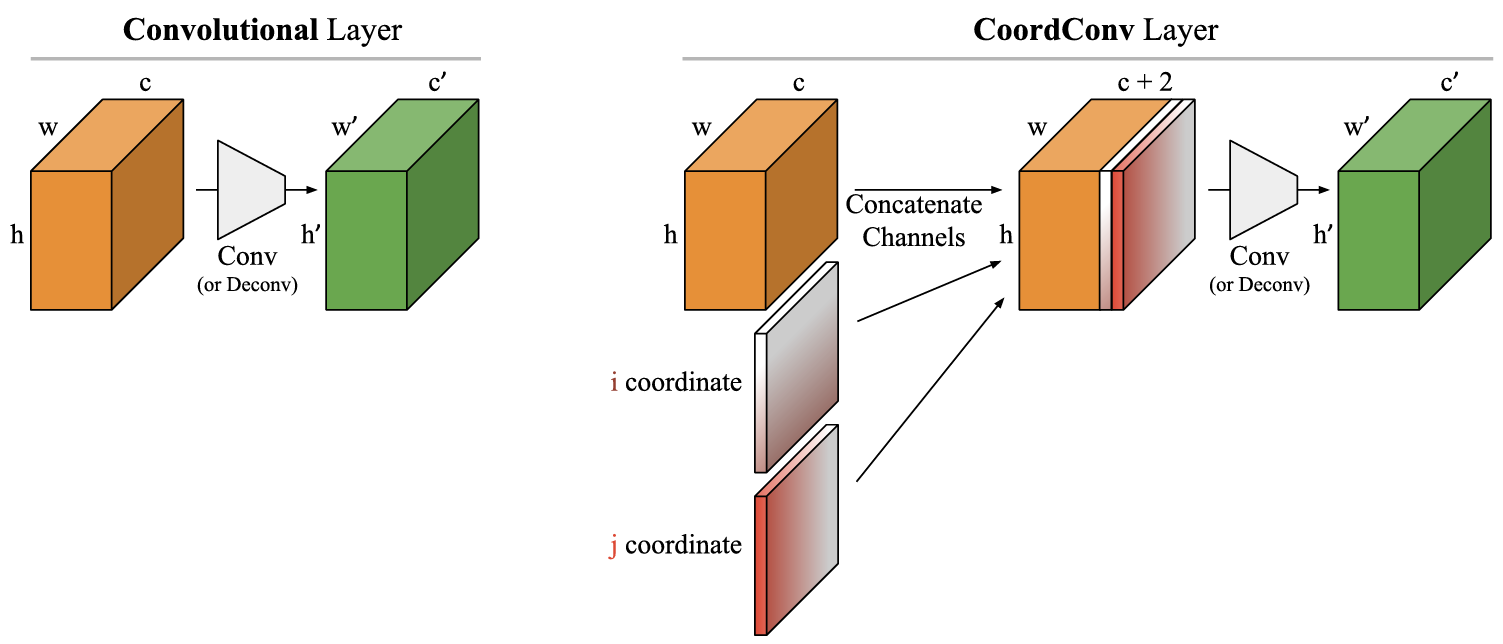 Convolutional Layer
c
c′
w
w′
h
h′
Conv
(or Deconv)
CoordConv Layer
c
c + 2
c′
w
w
w′
Concatenate
Channels
h
h
h′
Conv
(or Deconv)
i coordinate
j coordinate